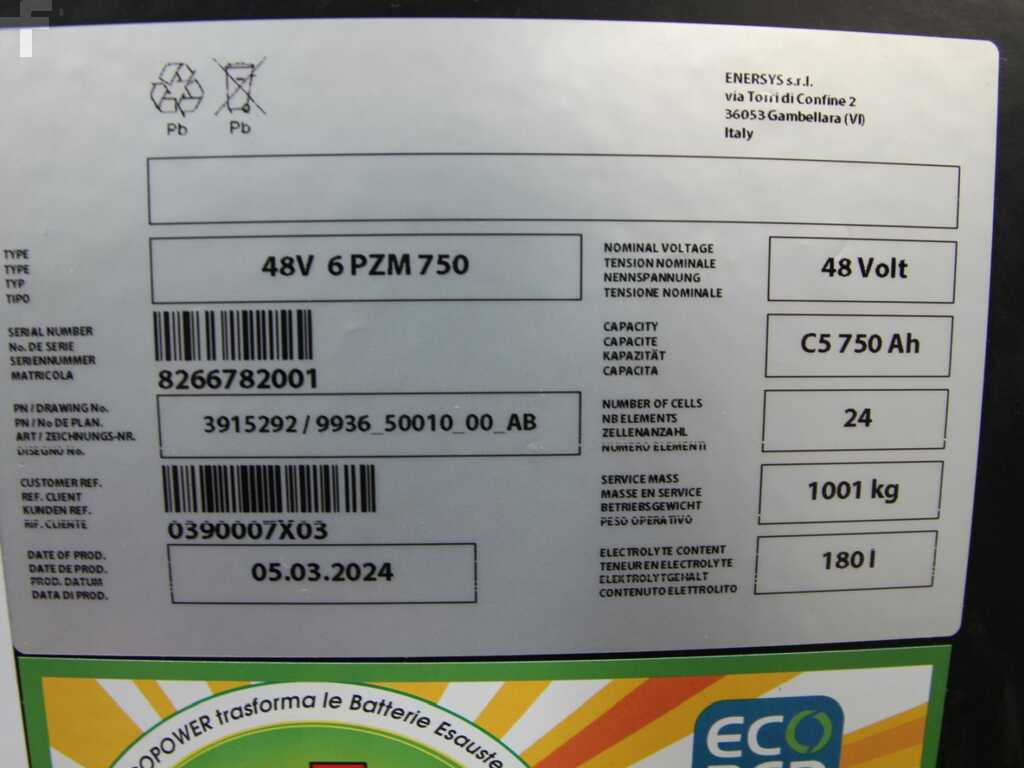 Pb
Pb
ENERSYS s.r.l.
via Torri di Confine 2
36053 Gambellara (VI)
Italy
TYPE
TYPE
TYP
TIPO
48V 6 PZM 750
NOMINAL VOLTAGE
TENSION NOMINALE
NENNSPANNUNG
TENSIONE NOMINALE
48 Volt
SERIAL NUMBER
No. DE SERIE
SERIENNUMMER
MATRICOLA
8266782001
CAPACITY
CAPACITE
KAPAZITÄT
CAPACITA
C5 750 Ah
PN / DRAWING No.
PN / No DE PLAN.
ART / ZEICHNUNGS-NR.
DISEGNO No.
3915292 / 9936_50010_00_AB
NUMBER OF CELLS
NB ELEMENTS
ZELLENANZAHL
NUMERO ELEMENTI
24
CUSTOMER REF.
REF. CLIENT
KUNDEN REF.
RIF. CLIENTE
0390007X03
SERVICE MASS
MASSE EN SERVICE
BETRIEBSGEWICHT
PESO OPERATIVO
1001 kg
DATE OF PROD.
DATE DE PROD.
PROD. DATUM
DATA DI PROD.
05.03.2024
ELECTROLYTE CONTENT
TENEUR EN ELECTROLYTE
ELEKTROLYTGEHALT
CONTENUTO ELETTROLITO
180 l
OPOWER trasforma le Batterie Esauste
ECO